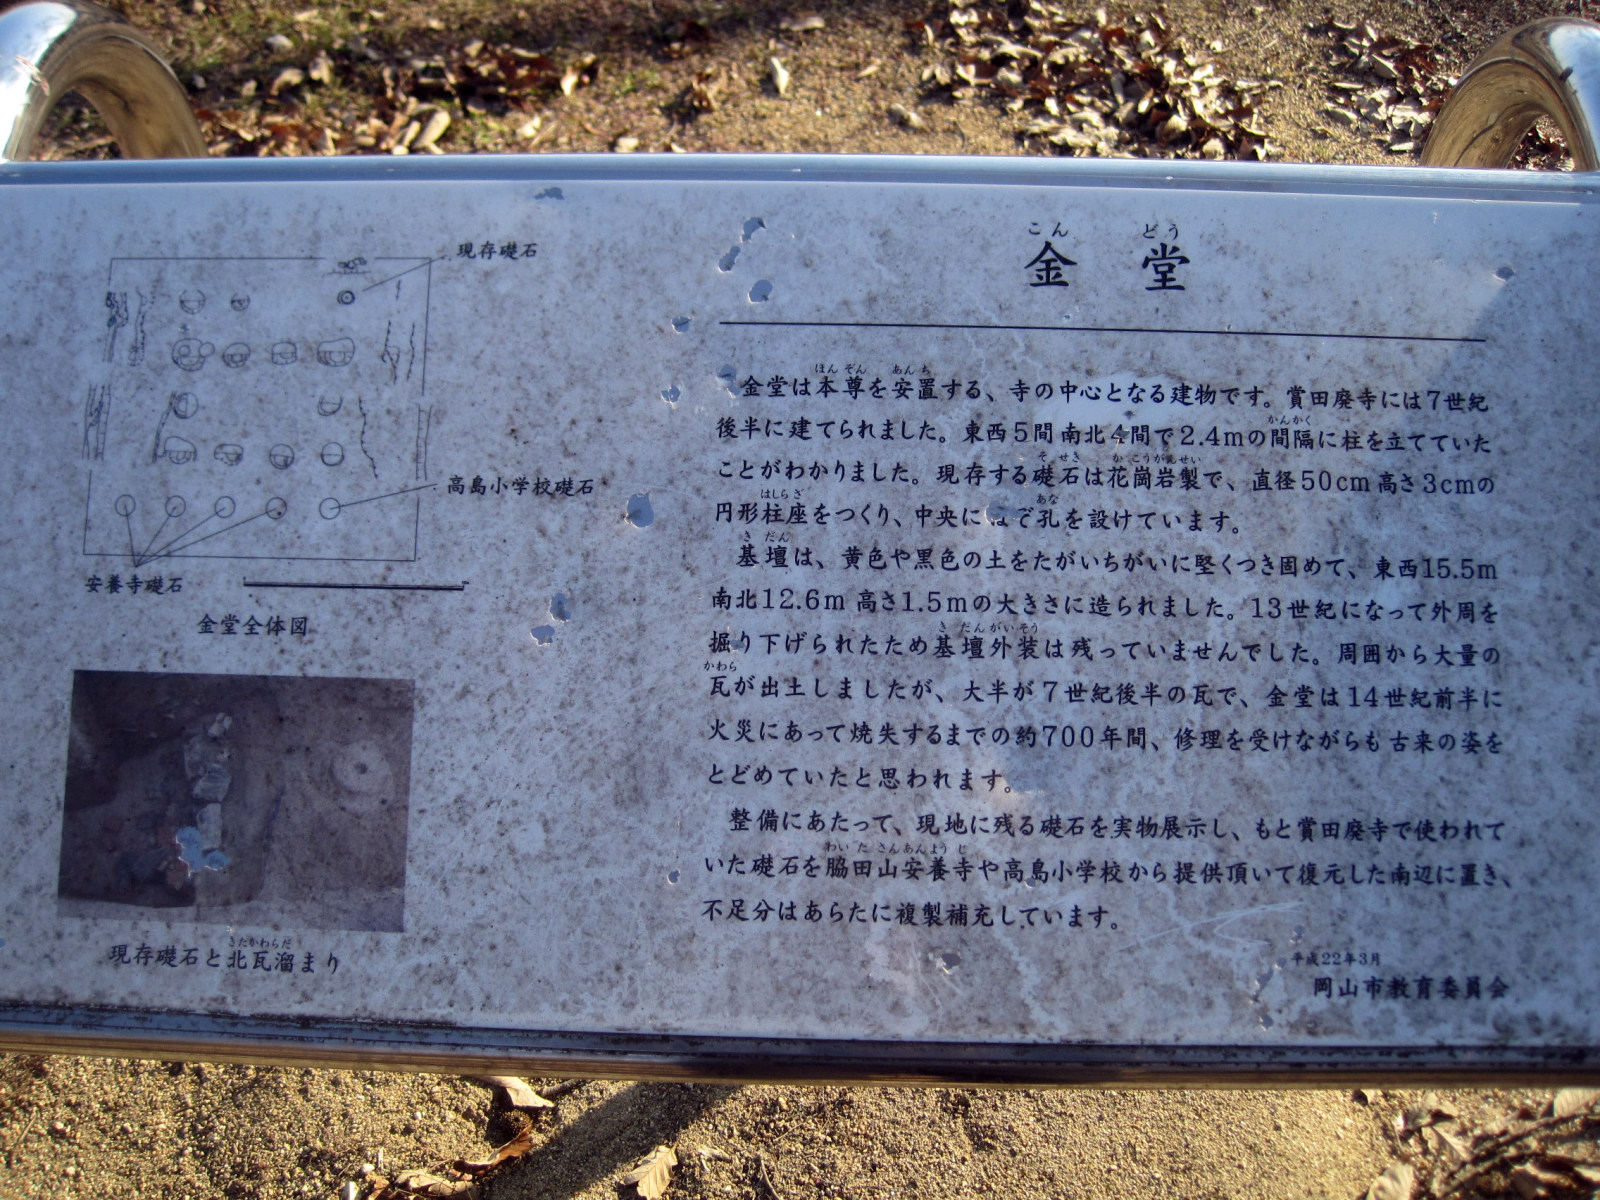 金堂
こん どう
金堂は本尊を安置する、寺の中心となる建物です。賞田廃寺には7世紀
後半に建てられました。東西5間南北4間で2.4mの間隔に柱を立てていた
ことがわかりました。現存する礎石は花崗岩製で、直径50cm高さ3cmの
円形柱座をつくり、中央に ぞ孔を設けています。
基壇は、黄色や黒色の土をたがいちがいに堅くつき固めて、東西15.5m
南北12.6m 高さ1.5mの大きさに造られました。13世紀になって外周を
掘り下げられたため基壇外装は残っていませんでした。周囲から大量の
瓦が出土しましたが、大半が7世紀後半の瓦で、金堂は14世紀前半に
火災にあって焼失するまでの約700年間、修理を受けながらも古来の姿を
とどめていたと思われます。
整備にあたって、現地に残る礎石を実物展示し、もと賞田廃寺で使われて
いた礎石を脇田山安養寺や高島小学校から提供頂いて復元した南辺に置き、
不足分はあらたに複製補充しています。
平成22年3月
岡山市教育委員会
現存礎石
高島小学校礎石
安養寺礎石
金堂全体図
現存礎石と北瓦溜まり